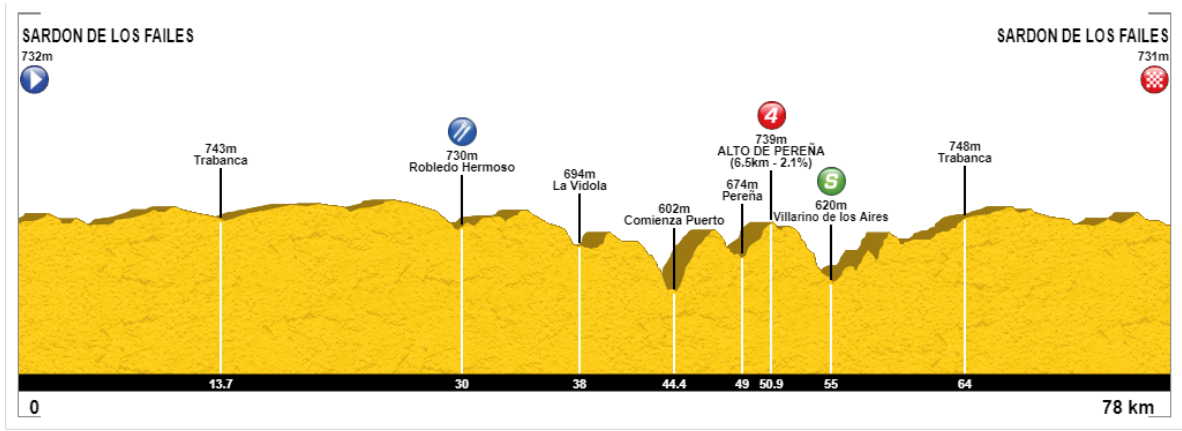 SARDON DE LOS FAILES
732m
SARDON DE LOS FAILES
731m
743m
Trabanca
730m
Robledo Hermoso
694m
La Vidola
602m
Comienza Puerto
674m
Pereña
4
739m
ALTO DE PEREÑA
(6.5km - 2.1%)
S
620m
Villarino de los Aires
748m
Trabanca
13.7
30
38
44.4
49
50.9
55
64
0
78 km